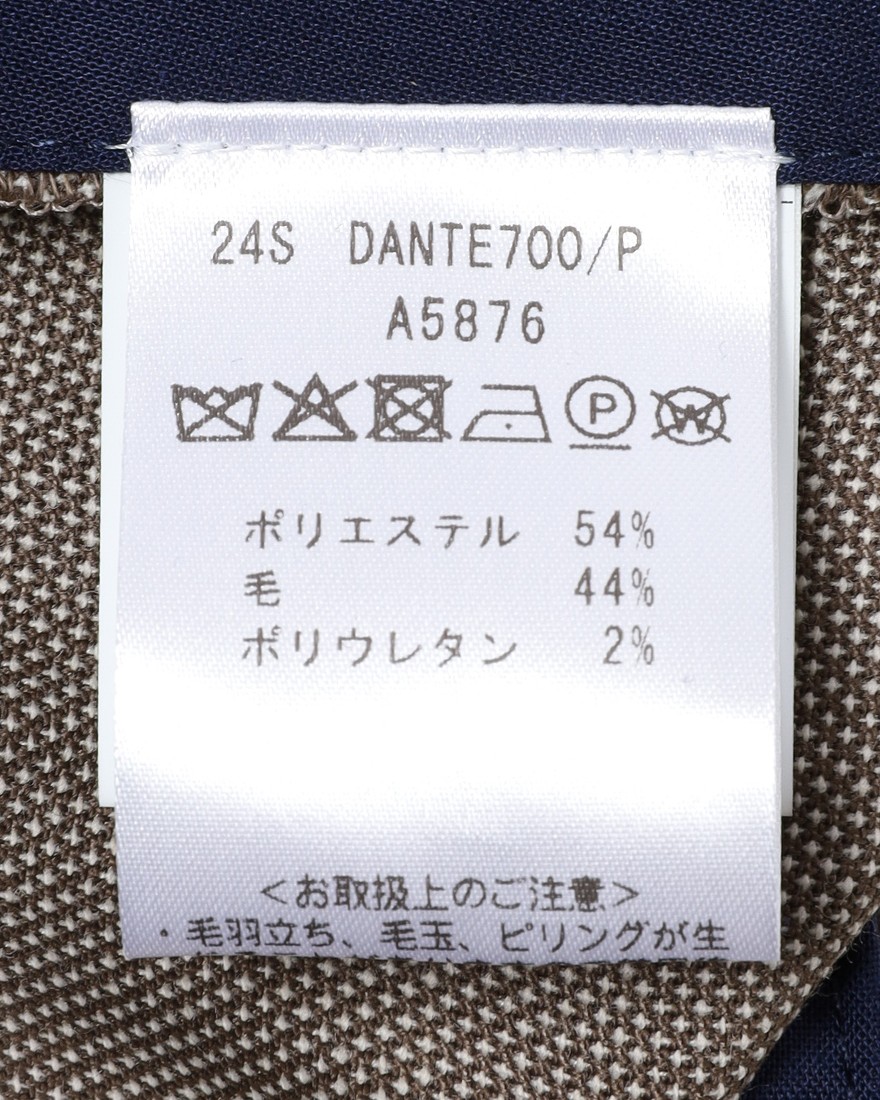 24S DANTE700/P
A5876
P W
ポリエステル 54%
毛 44%
ポリウレタン 2%
<お取扱上のご注意>
・毛羽立ち、毛玉、ピリングが生